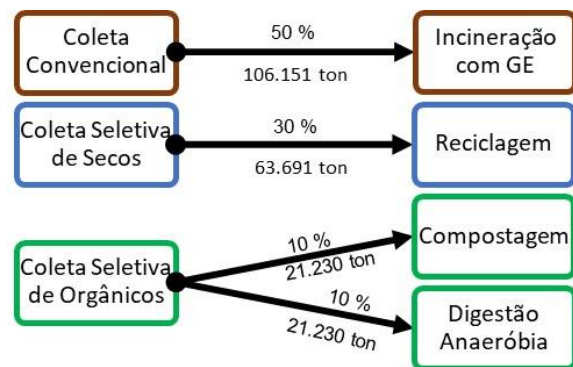 Coleta
Convencional
50 %
106.151 ton
Incineração
com GE
Coleta Seletiva
de Secos
30 %
63.691 ton
Reciclagem
Coleta Seletiva
de Orgânicos
10 %
21.230 ton
Compostagem
10 %
21.230 ton
Digestão
Anaeróbia